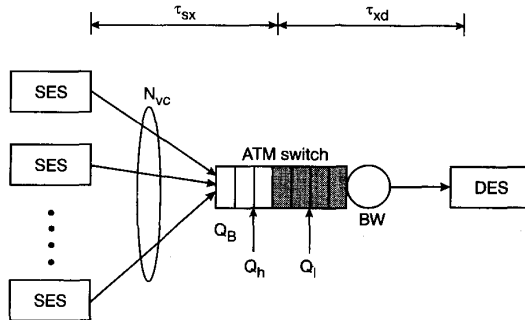 τsx
τxd
SES
Nvc
ATM switch
SES
DES
QB
BW
Qh
Ql
SES